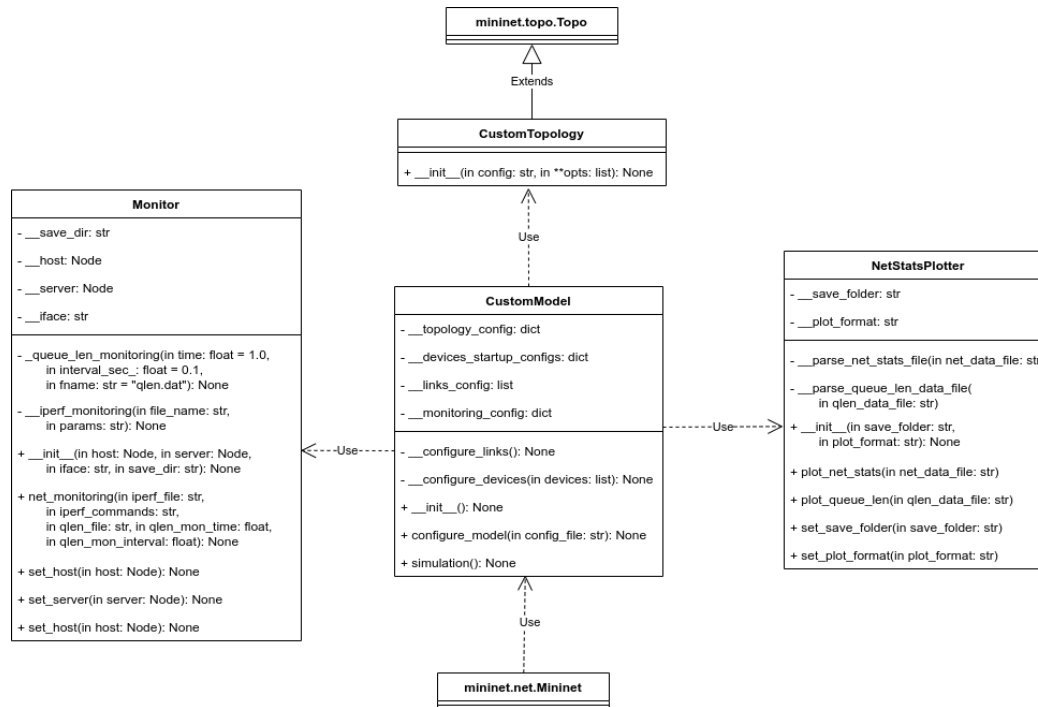 mininet.topo.Topo
Extends
CustomTopology
+ __init__(in config: str, in **opts: list): None
Use
Monitor
- __save_dir: str
- __host: Node
- __server: Node
- __iface: str
- _queue_len_monitoring(in time: float = 1.0,
in interval_sec_: float = 0.1,
in fname: str = "qlen.dat"): None
- __iperf_monitoring(in file_name: str,
in params: str): None
+ __init__(in host: Node, in server: Node,
in iface: str, in save_dir: str): None
+ net_monitoring(in iperf_file: str,
in iperf_commands: str,
in qlen_file: str, in qlen_mon_time: float,
in qlen_mon_interval: float): None
+ set_host(in host: Node): None
+ set_server(in server: Node): None
+ set_host(in host: Node): None
Use
CustomModel
- __topology_config: dict
- __devices_startup_configs: dict
- __links_config: list
- __monitoring_config: dict
- __configure_links(): None
- __configure_devices(in devices: list): None
+ __init__(): None
+ configure_model(in config_file: str): None
+ simulation(): None
Use
NetStatsPlotter
- __save_folder: str
- __plot_format: str
- __parse_net_stats_file(in net_data_file: str
- __parse_queue_len_data_file(
in qlen_data_file: str)
+ __init__(in save_folder: str,
in plot_format: str): None
+ plot_net_stats(in net_data_file: str)
+ plot_queue_len(in qlen_data_file: str)
+ set_save_folder(in save_folder: str)
+ set_plot_format(in plot_format: str)
Use
mininet.net.Mininet